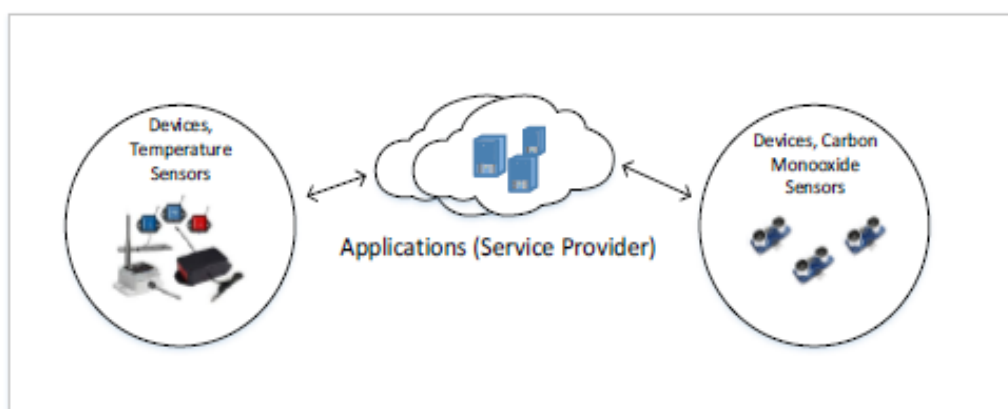 Devices,
Temperature
Sensors
Applications (Service Provider)
Devices, Carbon
Monooxide
Sensors